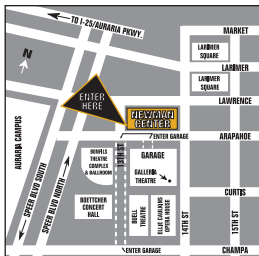 TO I-25/AURARIA PKWY.
MARKET
LARIMER
SQUARE
N
LARIMER
ENTER
HERE
LARIMER
SQUARE
LAWRENCE
NEWMAN
CENTER
ENTER GARAGE
ARAPAHOE
AURARIA CAMPUS
SPEER BLVD SOUTH
SPEER BLVD NORTH
BONFILS
THEATRE
COMPLEX
& BALLROOM
13TH ST
GARAGE
GALLERIA
THEATRE
CURTIS
BOETTCHER
CONCERT
HALL
BUELL
THEATRE
ELLIE CAULKINS
OPERA HOUSE
14TH ST
15TH ST
ENTER GARAGE
CHAMPA